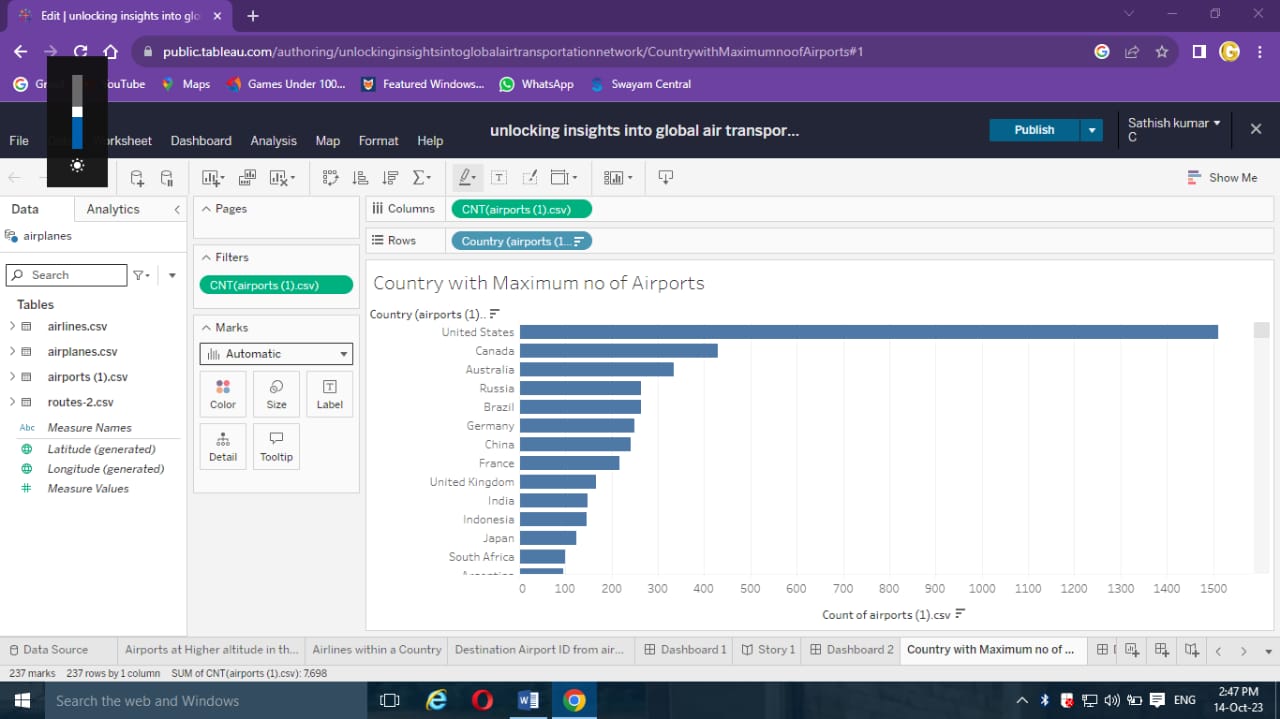 Edit | unlocking insights into glo
public.tableau.com/authoring/unlockinginsightsintoglobalairtransportationnetwork/CountrywithMaximumnoofAirports#1
Maps Games Under 100... Featured Windows... WhatsApp Swayam Central
File Dashboard Analysis Map Format Help
unlocking insights into global air transpor...
Publish
Sathish kumar
C
Show Me
Data Analytics
airplanes
Search
Tables
airlines.csv
airplanes.csv
airports (1).csv
routes-2.csv
Abc Measure Names
Latitude (generated)
Longitude (generated)
Measure Values
Pages
Filters
CNT(airports (1).csv)
Marks
Automatic
Color Size Label
Detail Tooltip
Columns CNT(airports (1).csv)
Rows Country (airports (1...
Country with Maximum no of Airports
Country (airports (1)..
United States
Canada
Australia
Russia
Brazil
Germany
China
France
United Kingdom
India
Indonesia
Japan
South Africa
0 100 200 300 400 500 600 700 800 900 1000 1100 1200 1300 1400 1500
Count of airports (1).csv
Data Source Airports at Higher altitude in th... Airlines within a Country Destination Airport ID from air... Dashboard 1 Story 1 Dashboard 2 Country with Maximum no of ...
237 marks 237 rows by 1 column SUM of CNT(airports (1).csv): 7,698
Search the web and Windows
ENG
2:47 PM
14-Oct-23